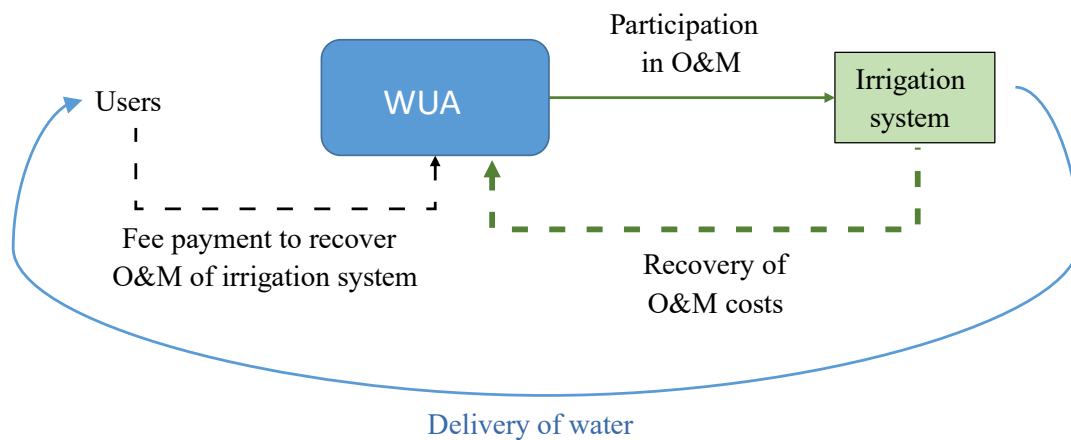 Participation
in O&M
Users
WUA
Irrigation
system
Fee payment to recover
O&M of irrigation system
Recovery of
O&M costs
Delivery of water